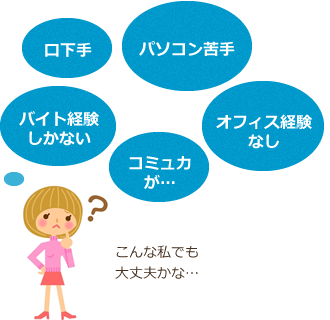 口下手
パソコン苦手
バイト経験
しかない
オフィス経験
なし
コミュカ
が…
?
こんな私でも
大丈夫かな…